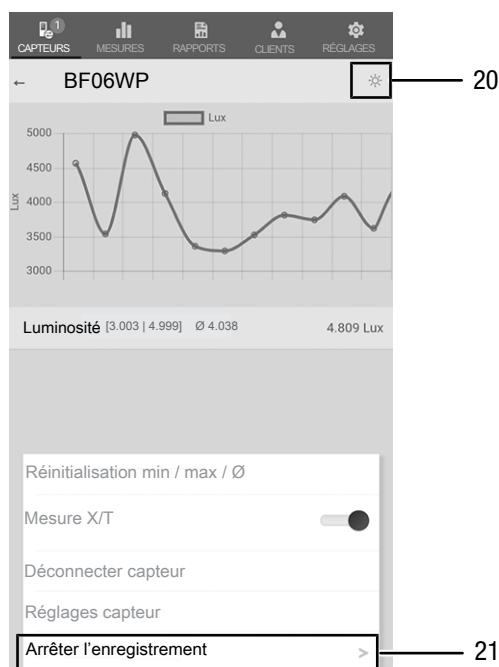 1
CAPTEURS MESURES RAPPORTS CLIENTS RÉGLAGES
← BF06WP
20
Lux
5000
4500
4000
3500
3000
Lux
Luminosité [3.003 | 4.999] Ø 4.038 4.809 Lux
Réinitialisation min / max / Ø
Mesure X/T
Déconnecter capteur
Réglages capteur
Arrêter l'enregistrement >
21